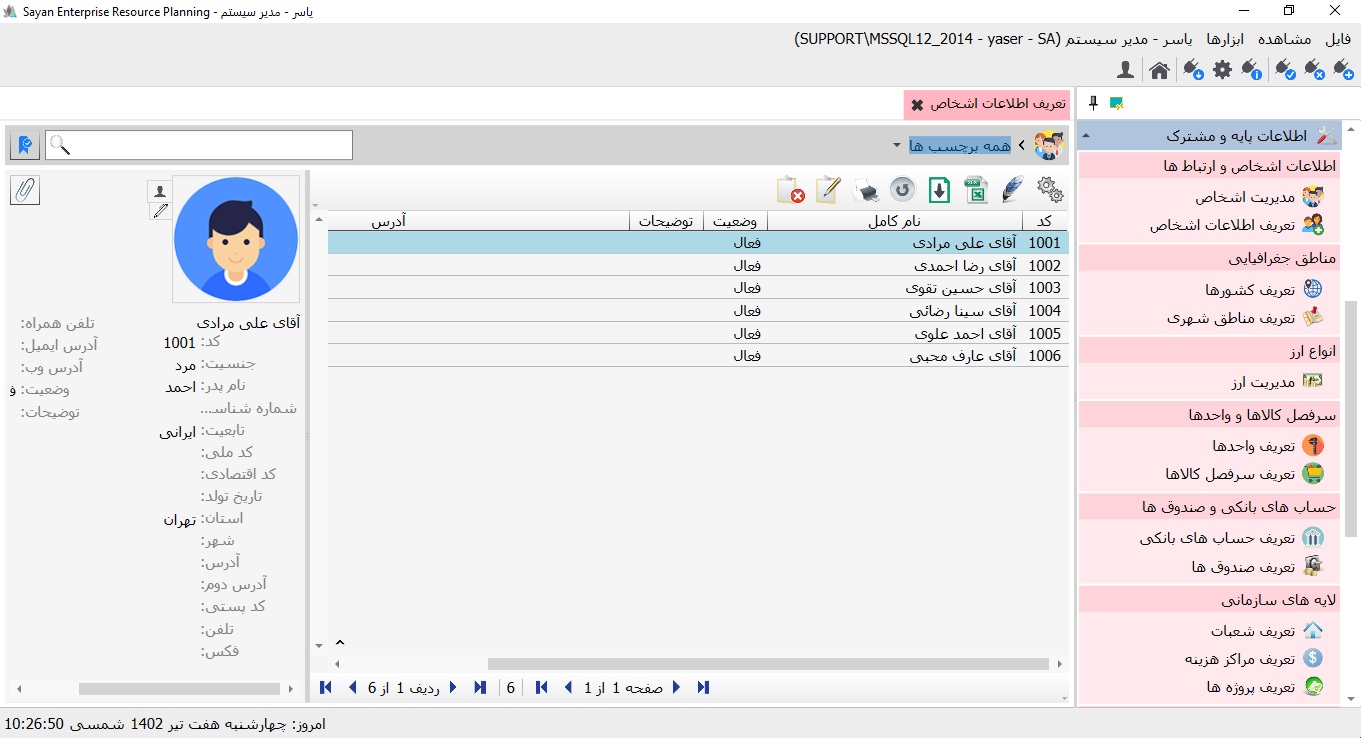 Sayan Enterprise Resource Planning - یاسر - مدیر سیستم
فایل مشاهده ابزارها یاسر - مدیر سیستم (SUPPORT\MSSQL12_2014 - yaser - SA)
تعریف اطلاعات اشخاص
همه برچسب ها
اطلاعات پایه و مشترک
اطلاعات اشخاص و ارتباط ها
مدیریت اشخاص
تعریف اطلاعات اشخاص
مناطق جغرافیایی
تعریف کشورها
تعریف مناطق شهری
انواع ارز
مدیریت ارز
سرفصل کالاها و واحدها
تعریف واحدها
تعریف سرفصل کالاها
حساب های بانکی و صندوق ها
تعریف حساب های بانکی
تعریف صندوق ها
لایه های سازمانی
تعریف شعبات
تعریف مراکز هزینه
تعریف پروژه ها
کد نام کامل وضعیت توضیحات آدرس
1001 آقای علی مرادی فعال
1002 آقای رضا احمدی فعال
1003 آقای حسین تقوی فعال
1004 آقای سینا رضائی فعال
1005 آقای احمد علوی فعال
1006 آقای عارف محبی فعال
صفحه 1 از 1 6 ردیف 1 از 6
آقای علی مرادی
کد: 1001
جنسیت: مرد
نام پدر: احمد
شماره شناس...
تابعیت: ایرانی
کد ملی:
کد اقتصادی:
تاریخ تولد:
استان: تهران
شهر:
آدرس:
آدرس دوم:
کد پستی:
تلفن:
فکس:
تلفن همراه:
آدرس ایمیل:
آدرس وب:
وضعیت: ف
توضیحات:
امروز: چهارشنبه هفت تیر 1402 شمسی 10:26:50